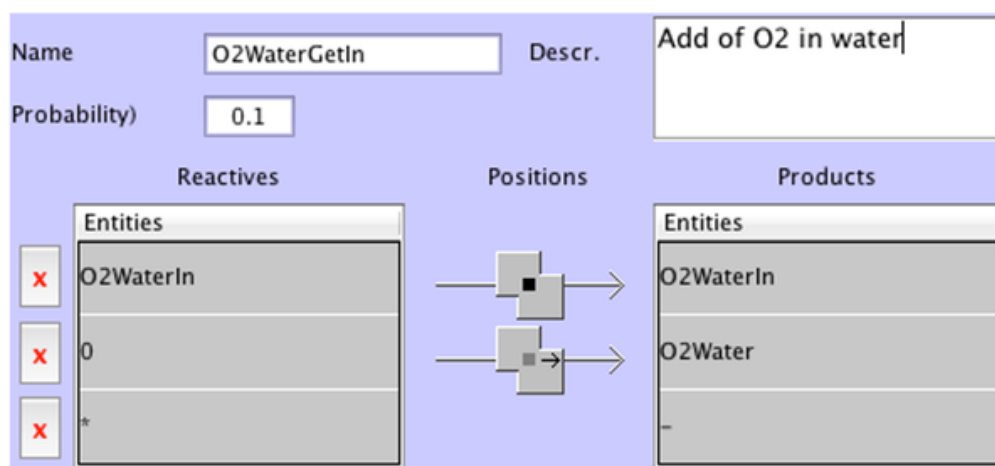 Name O2WaterGetIn Descr. Add of O2 in water
Probability) 0.1
Reactives Positions Products
Entities Entities
x O2WaterIn O2WaterIn
x 0 O2Water
x * -